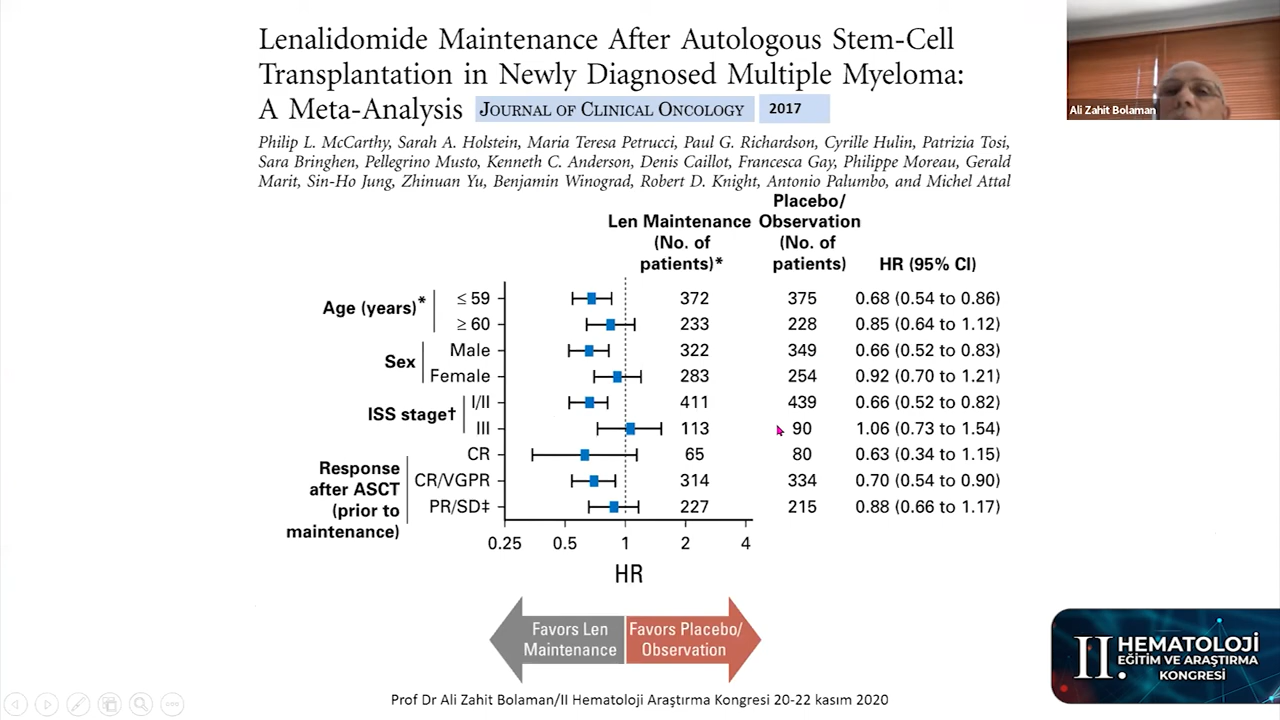 Lenalidomide Maintenance After Autologous Stem-Cell
Transplantation in Newly Diagnosed Multiple Myeloma:
A Meta-Analysis JOURNAL OF CLINICAL ONCOLOGY 2017
Philip L. McCarthy, Sarah A. Holstein, Maria Teresa Petrucci, Paul G. Richardson, Cyrille Hulin, Patrizia Tosi,
Sara Bringhen, Pellegrino Musto, Kenneth C. Anderson, Denis Caillot, Francesca Gay, Philippe Moreau, Gerald
Marit, Sin-Ho Jung, Zhinuan Yu, Benjamin Winograd, Robert D. Knight, Antonio Palumbo, and Michel Attal
Ali Zahit Bolaman
Len Maintenance
(No. of
patients)*
Placebo/
Observation
(No. of
patients)
HR (95% CI)
Age (years)*
≤ 59 372 375 0.68 (0.54 to 0.86)
≥ 60 233 228 0.85 (0.64 to 1.12)
Sex
Male 322 349 0.66 (0.52 to 0.83)
Female 283 254 0.92 (0.70 to 1.21)
ISS stage†
I/II 411 439 0.66 (0.52 to 0.82)
III 113 90 1.06 (0.73 to 1.54)
Response
after ASCT
(prior to
maintenance)
CR 65 80 0.63 (0.34 to 1.15)
CR/VGPR 314 334 0.70 (0.54 to 0.90)
PR/SD‡ 227 215 0.88 (0.66 to 1.17)
0.25 0.5 1 2 4
HR
Favors Len
Maintenance
Favors Placebo/
Observation
II. HEMATOLOJİ
EĞİTİM VE ARAŞTIRMA
KONGRESİ
Prof Dr Ali Zahit Bolaman/II Hematoloji Araştırma Kongresi 20-22 kasım 2020